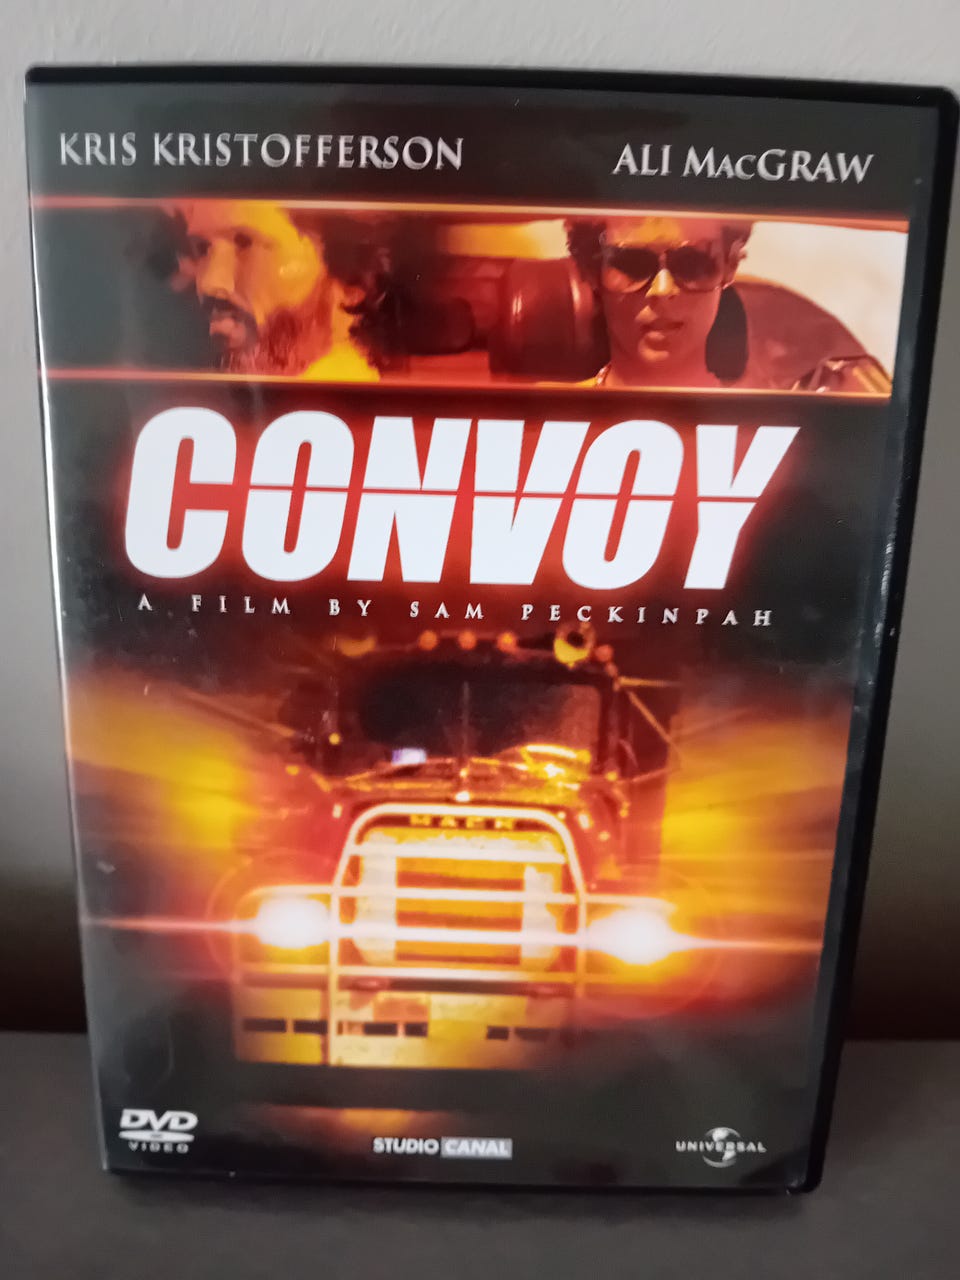 KRIS KRISTOFFERSON
ALI MACGRAW
CONVOY
A FILM BY SAM PECKINPAH
MACK
DVD
VIDEO
STUDIO CANAL
UNIVERSAL